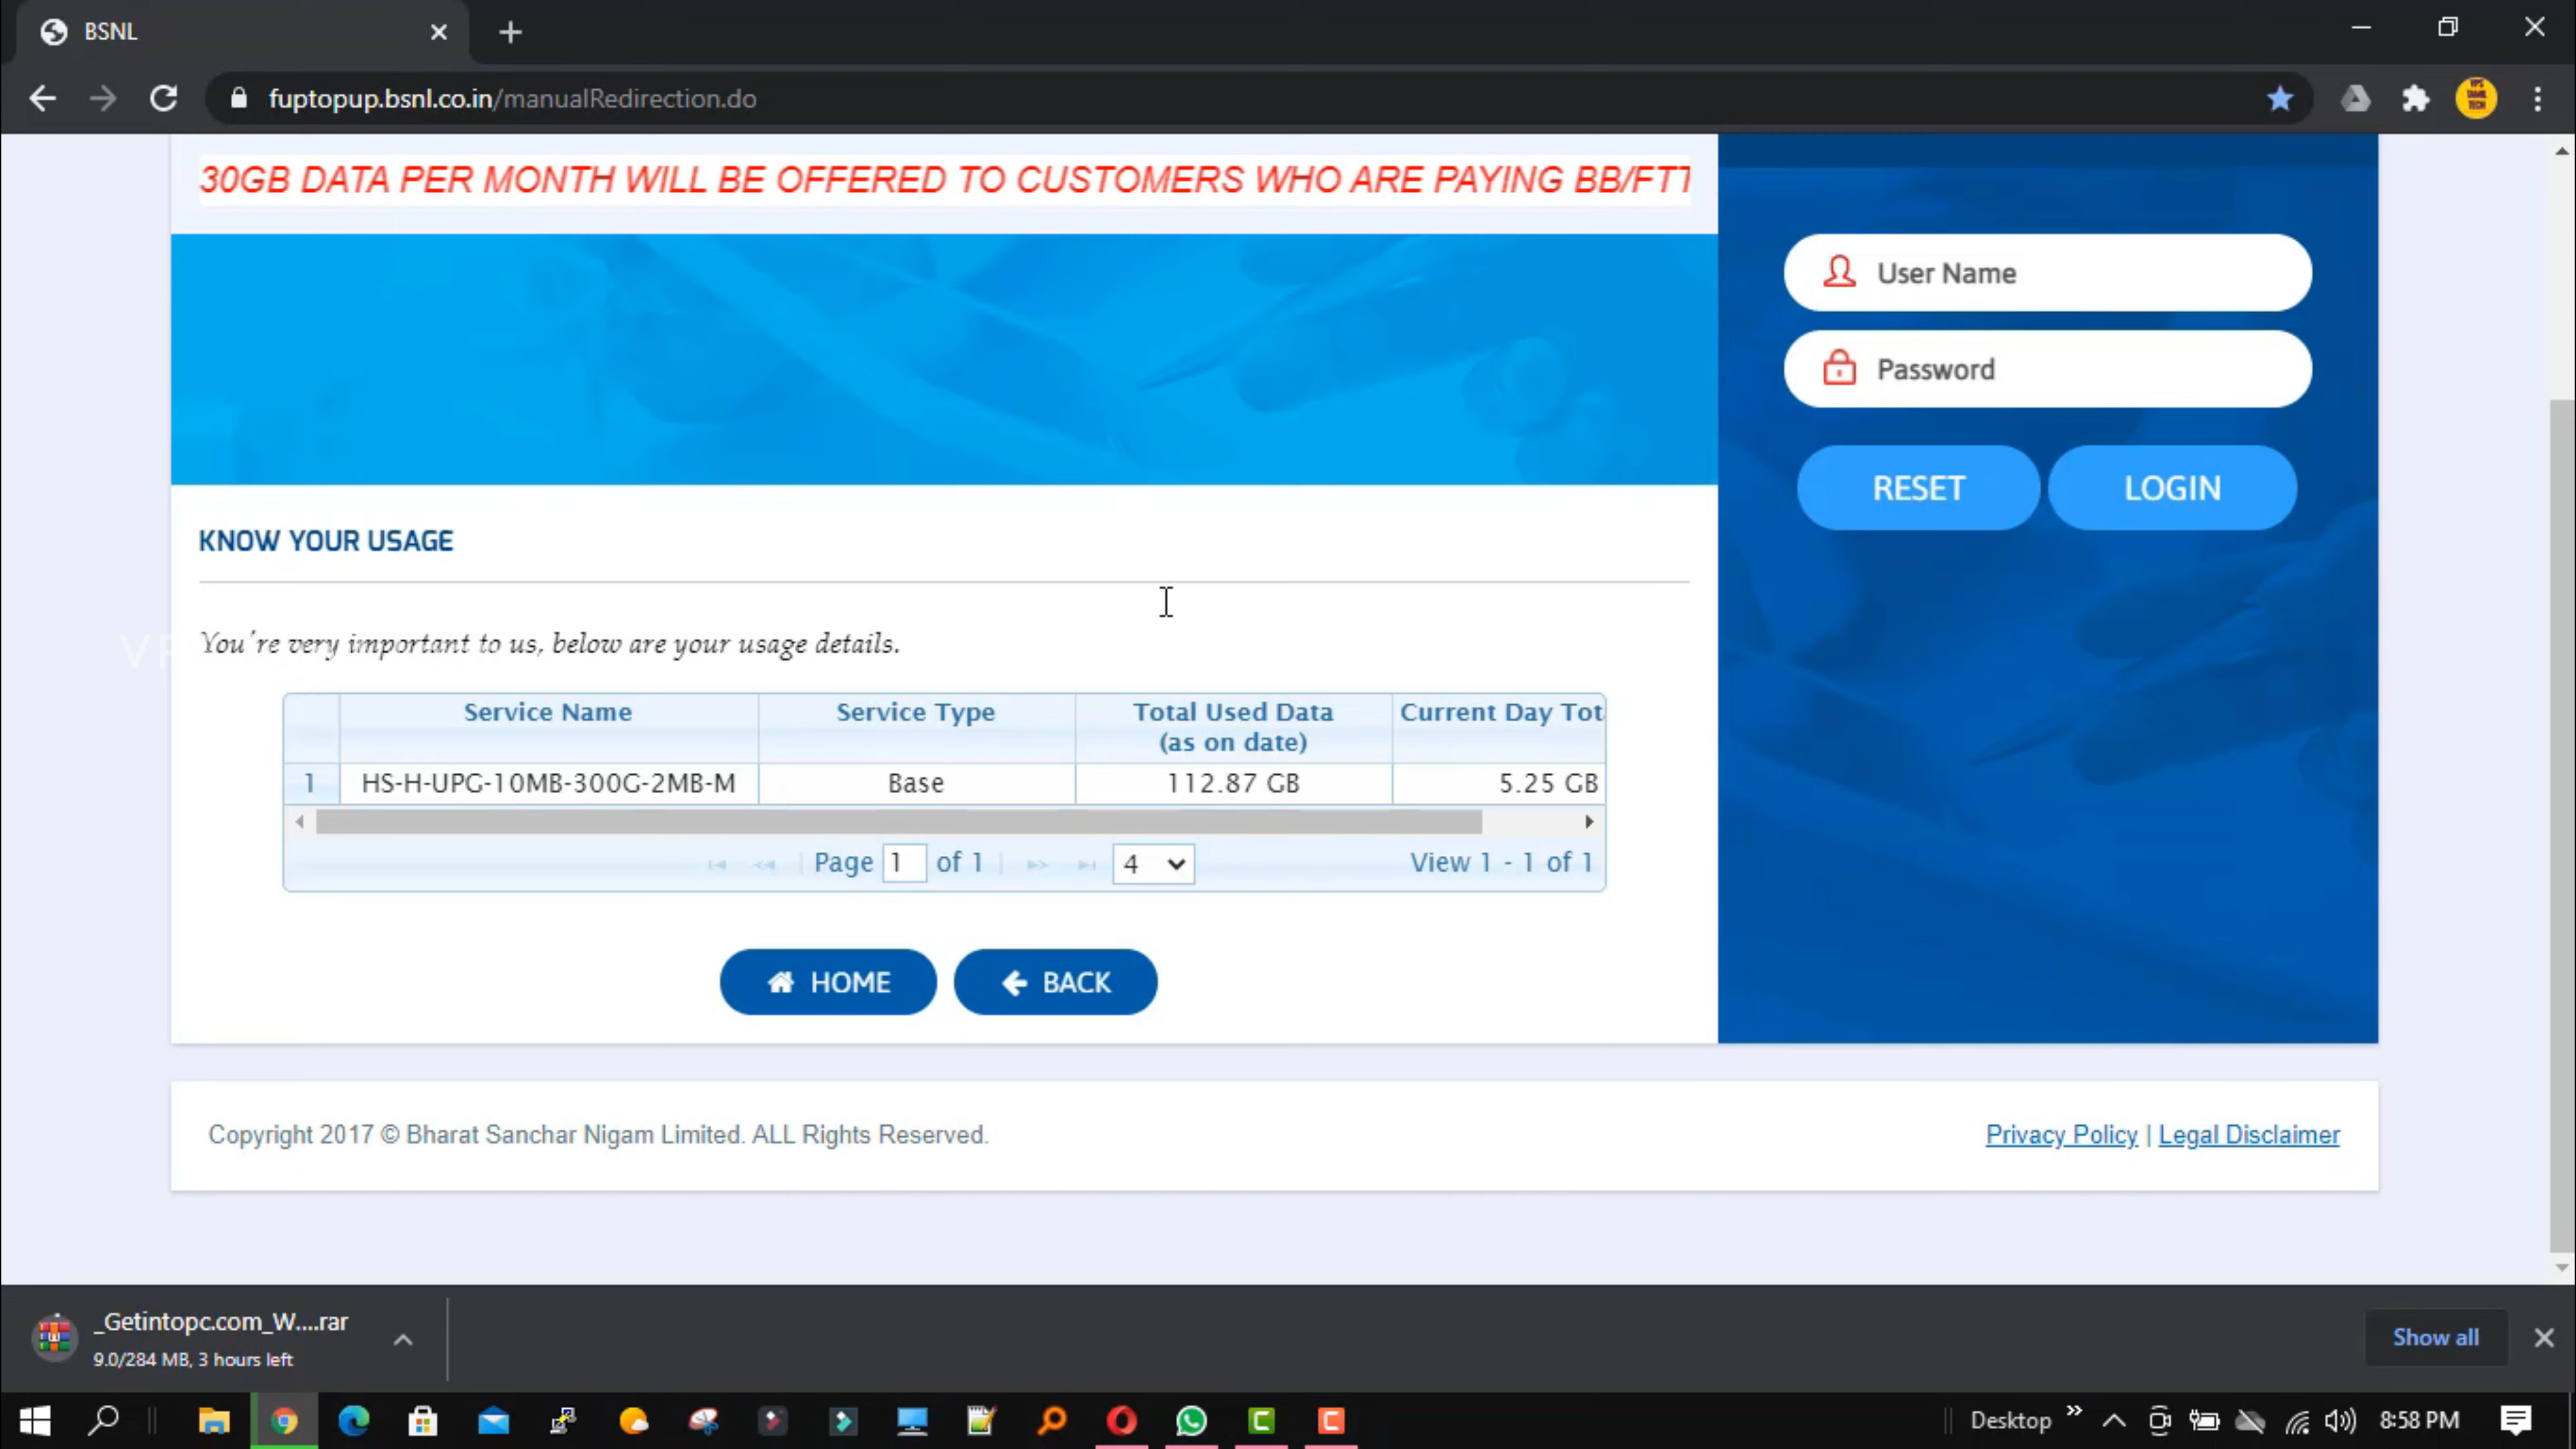 BSNL
fuptopup.bsnl.co.in/manualRedirection.do
30GB DATA PER MONTH WILL BE OFFERED TO CUSTOMERS WHO ARE PAYING BB/FTT
User Name
Password
RESET LOGIN
KNOW YOUR USAGE
You're very important to us, below are your usage details.
Service Name Service Type Total Used Data (as on date) Current Day Tot
1 HS-H-UPG-10MB-300G-2MB-M Base 112.87 GB 5.25 GB
Page 1 of 1 4 View 1 - 1 of 1
HOME BACK
Copyright 2017 © Bharat Sanchar Nigam Limited. ALL Rights Reserved.
Privacy Policy | Legal Disclaimer
_Getintopc.com_W....rar
9.0/284 MB, 3 hours left
Show all
Desktop 8:58 PM